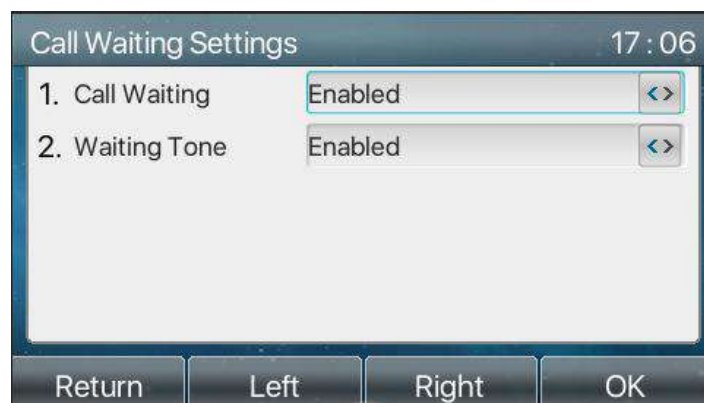 Call Waiting Settings 17 : 06
1. Call Waiting Enabled <>
2. Waiting Tone Enabled <>
Return Left Right OK